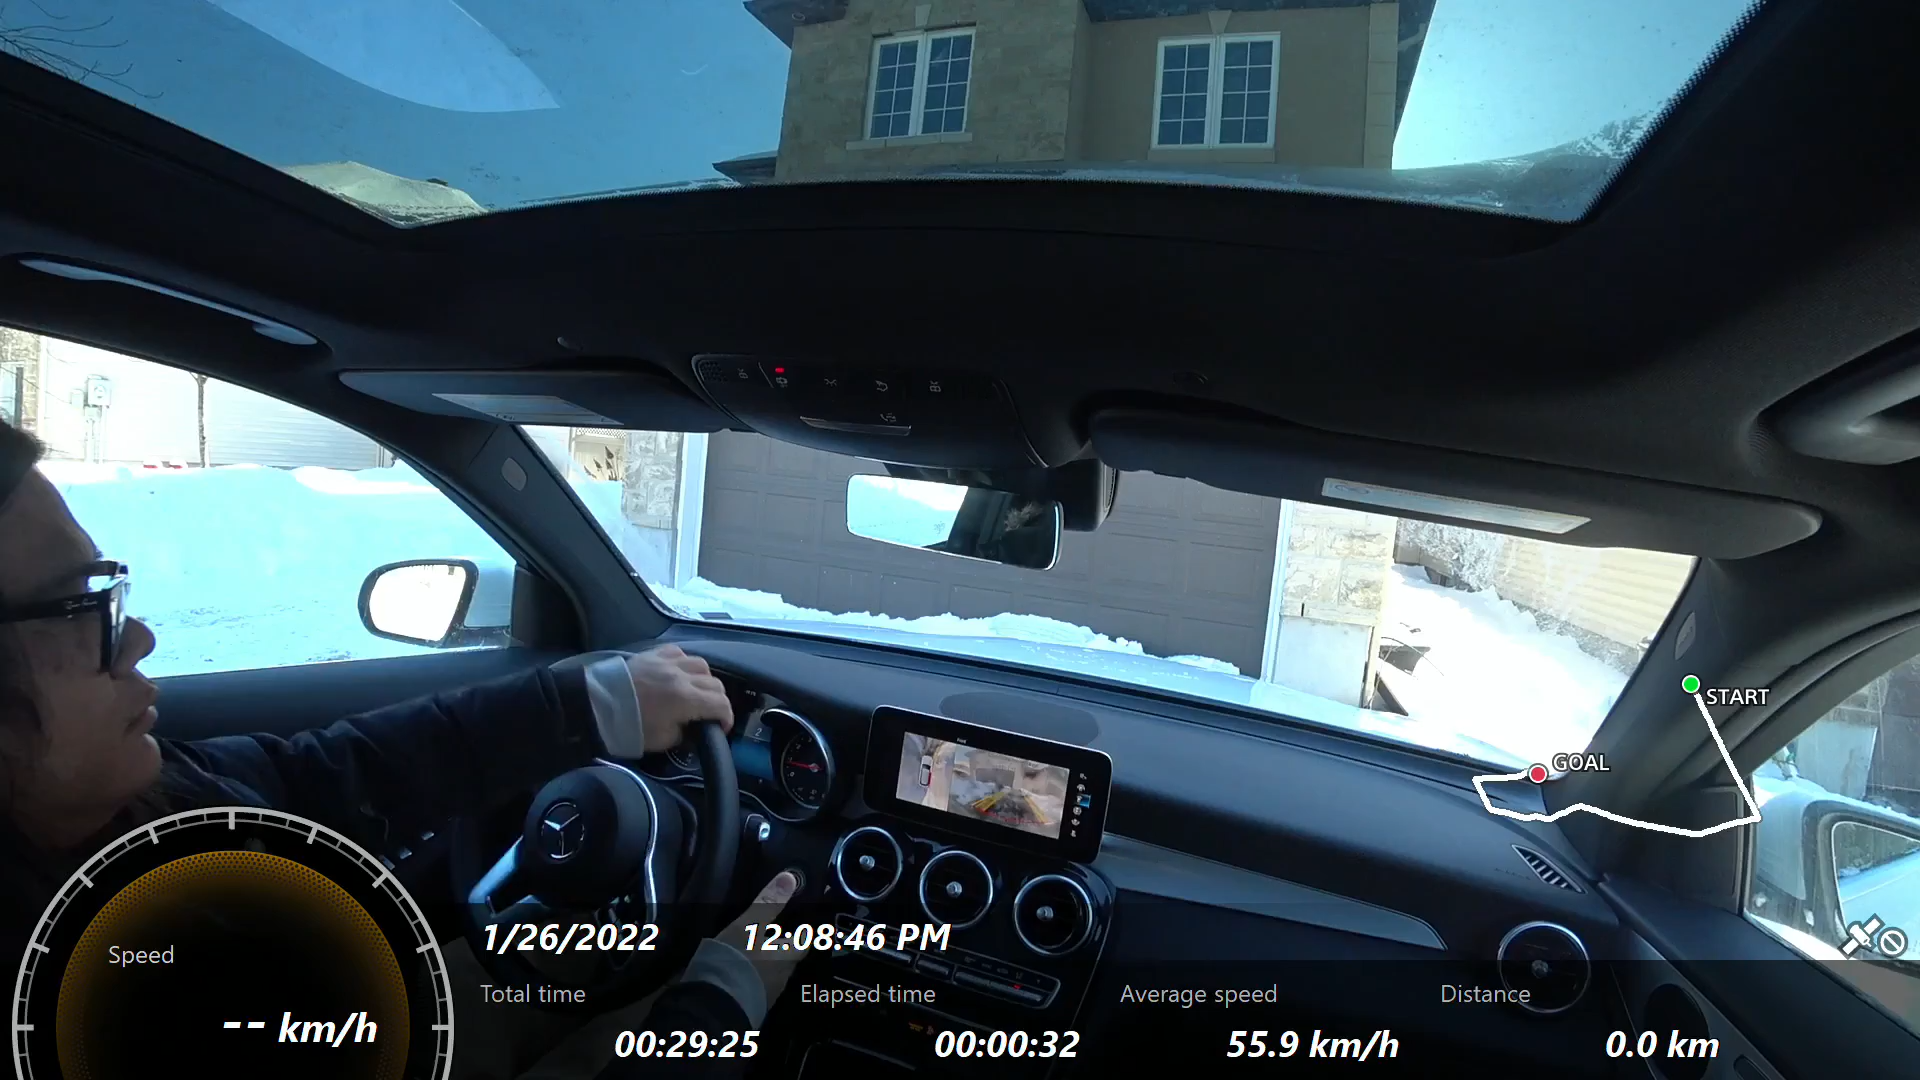 START
GOAL
1/26/2022 12:08:46 PM
Speed
-- km/h
Total time Elapsed time Average speed Distance
00:29:25 00:00:32 55.9 km/h 0.0 km